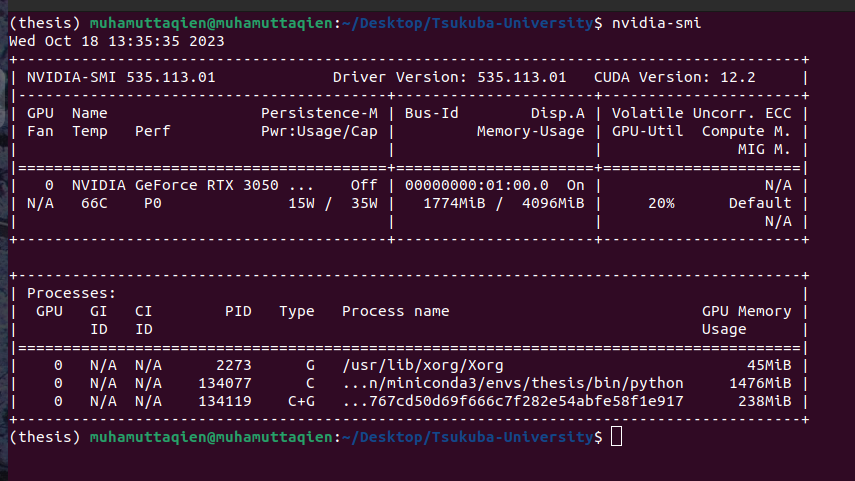 (thesis) muhamuttaqien@muhamuttaqien:~/Desktop/Tsukuba-University$ nvidia-smi
Wed Oct 18 13:35:35 2023
+---------------------------------------------------------------------------------------+
| NVIDIA-SMI 535.113.01             Driver Version: 535.113.01   CUDA Version: 12.2     |
|-----------------------------------------+----------------------+----------------------+
| GPU  Name                 Persistence-M | Bus-Id        Disp.A | Volatile Uncorr. ECC |
| Fan  Temp   Perf          Pwr:Usage/Cap |         Memory-Usage | GPU-Util  Compute M. |
|                                         |                      |               MIG M. |
|=========================================+======================+======================|
|   0  NVIDIA GeForce RTX 3050 ...    Off | 00000000:01:00.0  On |                  N/A |
| N/A   66C    P0              15W /  35W |   1774MiB /  4096MiB |     20%      Default |
|                                         |                      |                  N/A |
+-----------------------------------------+----------------------+----------------------+
+---------------------------------------------------------------------------------------+
| Processes:                                                                            |
|  GPU   GI   CI        PID   Type   Process name                            GPU Memory |
|        ID   ID                                                             Usage      |
|=======================================================================================|
|    0   N/A  N/A      2273      G   /usr/lib/xorg/Xorg                           45MiB |
|    0   N/A  N/A    134077      C   ...n/miniconda3/envs/thesis/bin/python     1476MiB |
|    0   N/A  N/A    134119    C+G   ...767cd50d69f666c7f282e54abfe58f1e917      238MiB |
+---------------------------------------------------------------------------------------+
(thesis) muhamuttaqien@muhamuttaqien:~/Desktop/Tsukuba-University$